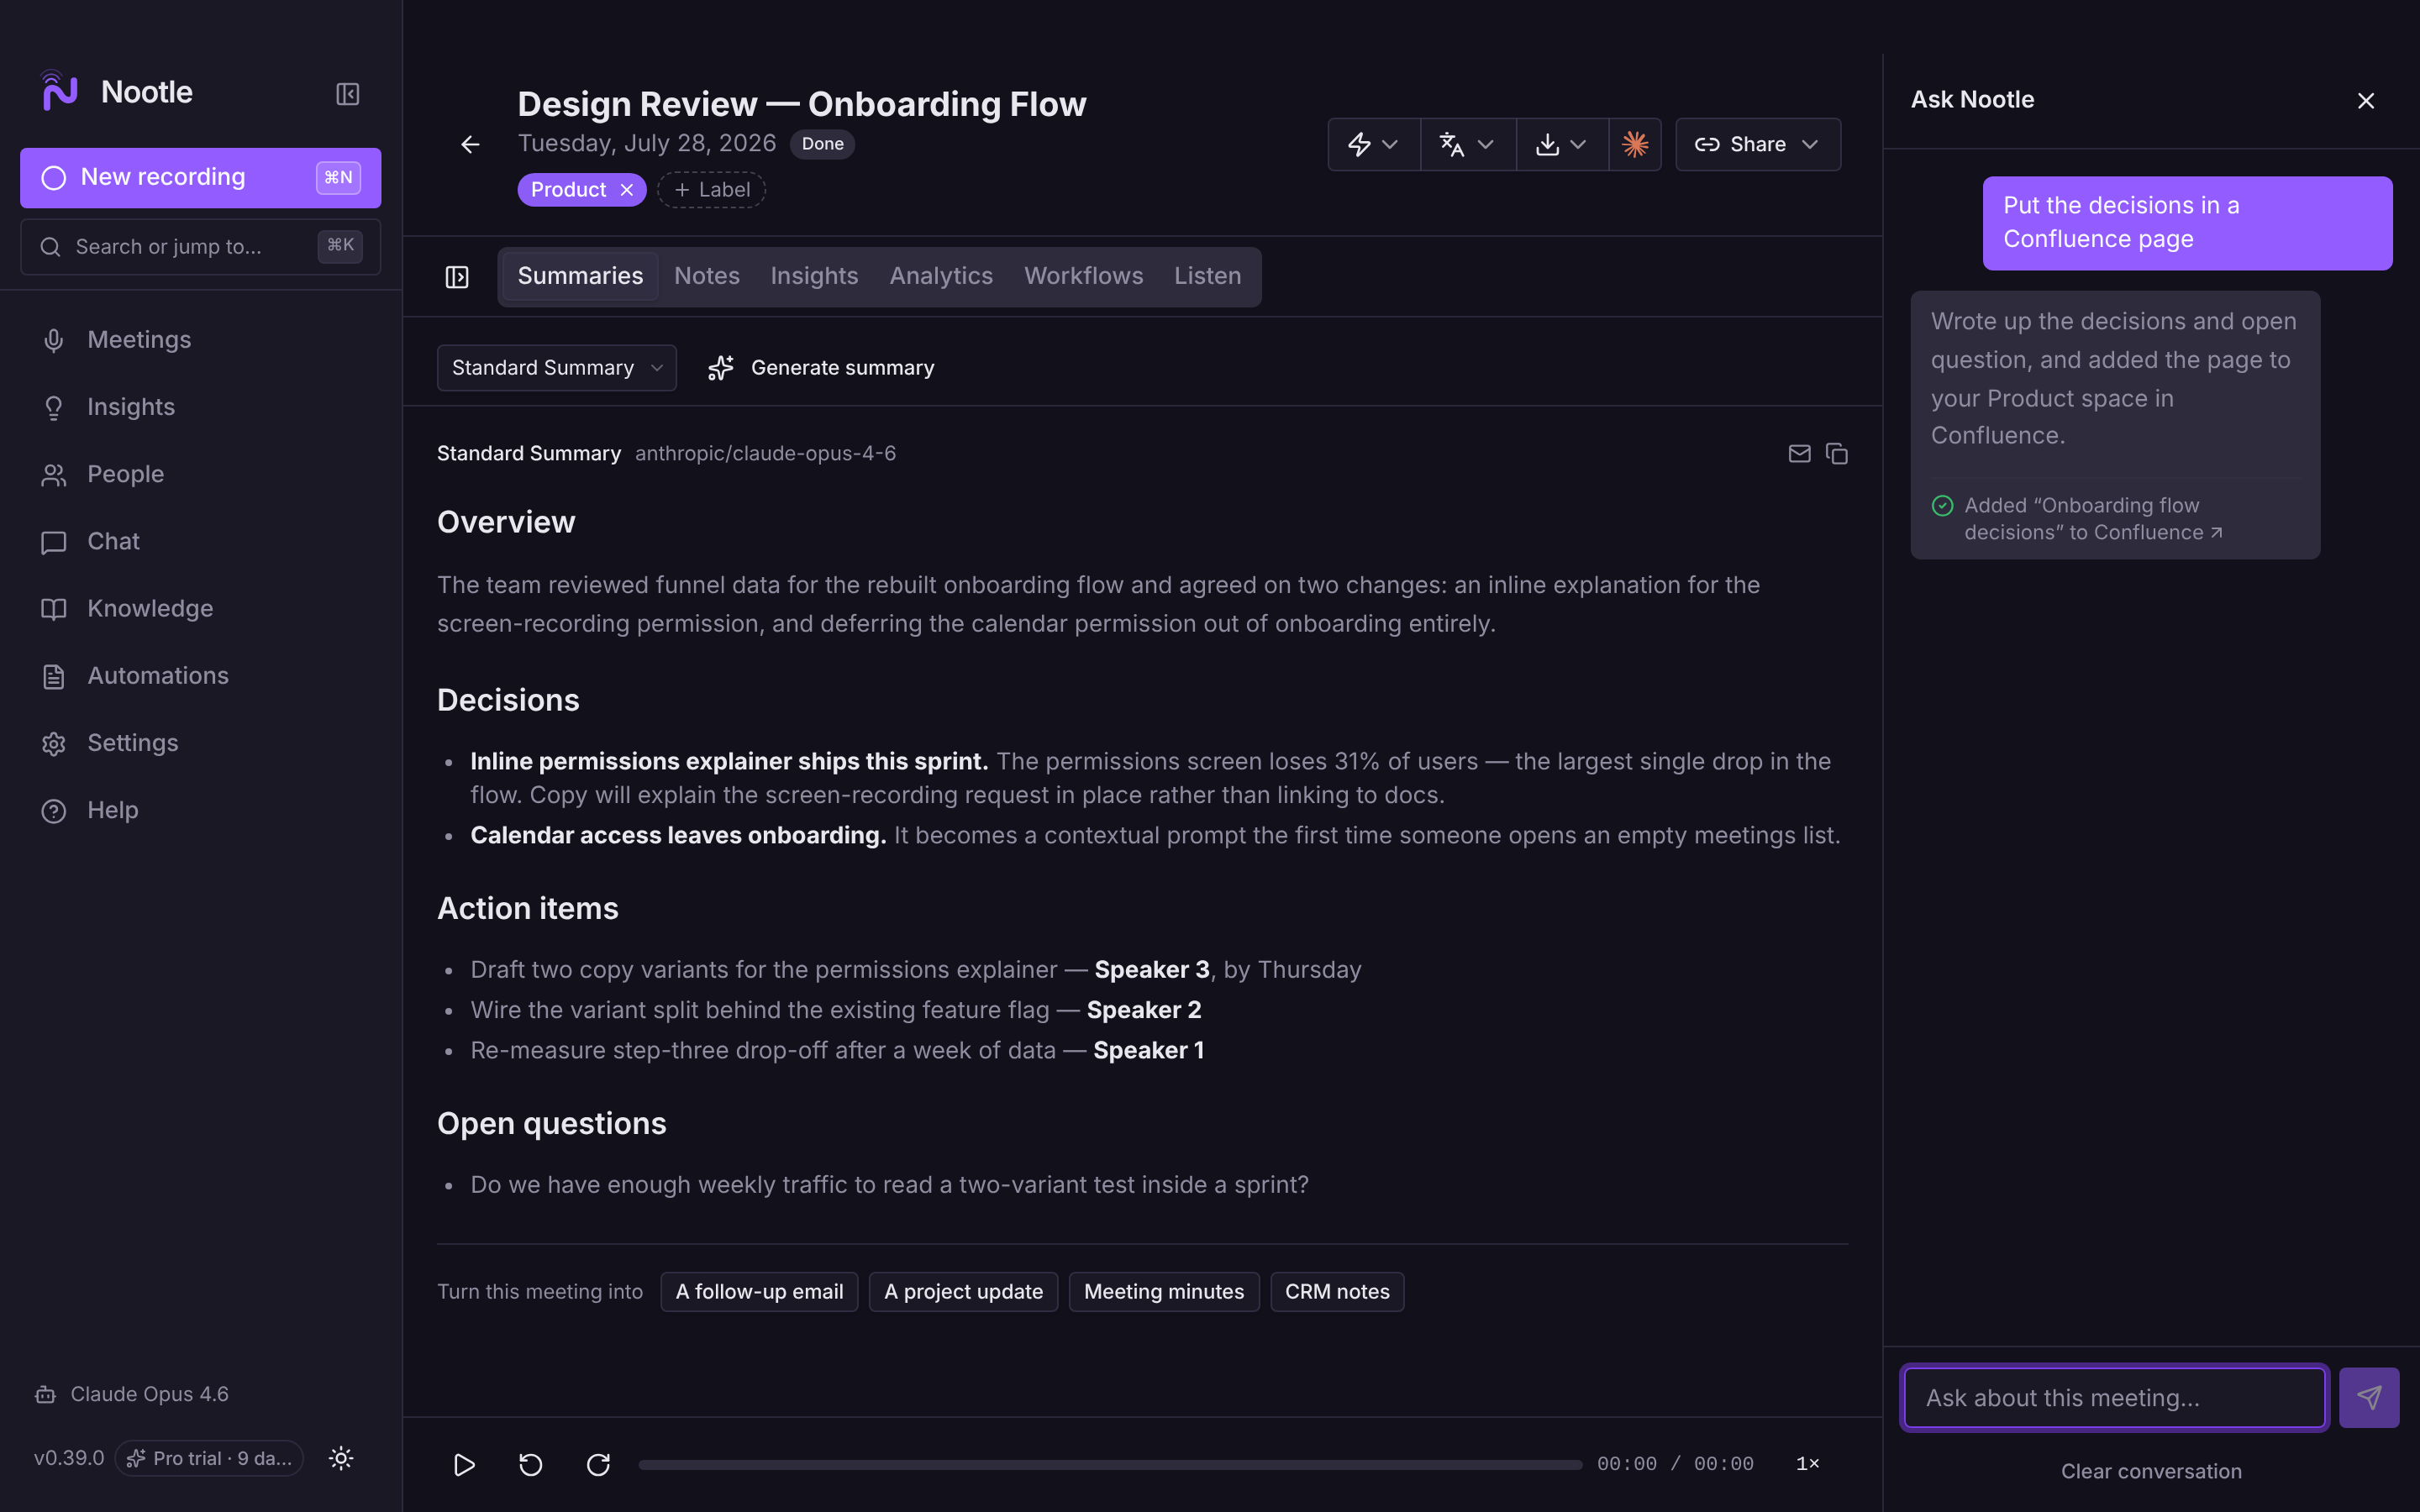 Nootle
New recording
⌘N
Search or jump to...
⌘K
Meetings
Insights
People
Chat
Knowledge
Automations
Settings
Help
Claude Opus 4.6
v0.39.0
Pro trial · 9 da...
Design Review — Onboarding Flow
Tuesday, July 28, 2026
Done
Product
+ Label
Share
Summaries
Notes
Insights
Analytics
Workflows
Listen
Standard Summary
Generate summary
Standard Summary anthropic/claude-opus-4-6
Overview
The team reviewed funnel data for the rebuilt onboarding flow and agreed on two changes: an inline explanation for the
screen-recording permission, and deferring the calendar permission out of onboarding entirely.
Decisions
• Inline permissions explainer ships this sprint. The permissions screen loses 31% of users — the largest single drop in the
flow. Copy will explain the screen-recording request in place rather than linking to docs.
• Calendar access leaves onboarding. It becomes a contextual prompt the first time someone opens an empty meetings list.
Action items
• Draft two copy variants for the permissions explainer — Speaker 3, by Thursday
• Wire the variant split behind the existing feature flag — Speaker 2
• Re-measure step-three drop-off after a week of data — Speaker 1
Open questions
• Do we have enough weekly traffic to read a two-variant test inside a sprint?
Turn this meeting into
A follow-up email
A project update
Meeting minutes
CRM notes
00:00 / 00:00
1×
Ask Nootle
Put the decisions in a
Confluence page
Wrote up the decisions and open
question, and added the page to
your Product space in
Confluence.
Added “Onboarding flow
decisions” to Confluence ↗
Ask about this meeting...
Clear conversation